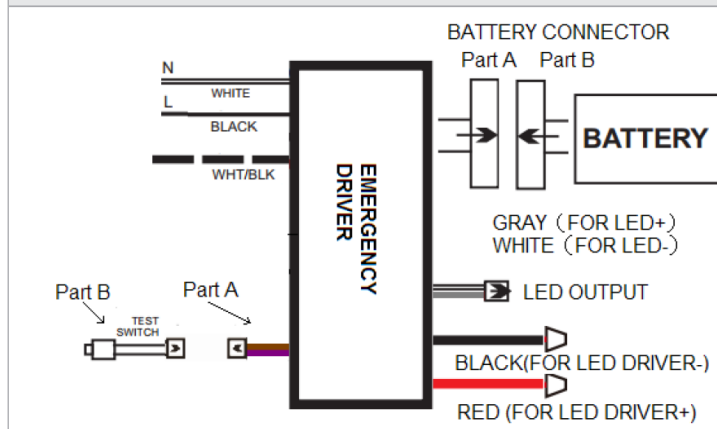 BATTERY CONNECTOR
Part A Part B
N
WHITE
L
BLACK
WHT/BLK
EMERGENCY
DRIVER
BATTERY
GRAY（FOR LED+）
WHITE（FOR LED-）
LED OUTPUT
Part B
Part A
TEST
SWITCH
BLACK(FOR LED DRIVER-)
RED (FOR LED DRIVER+)